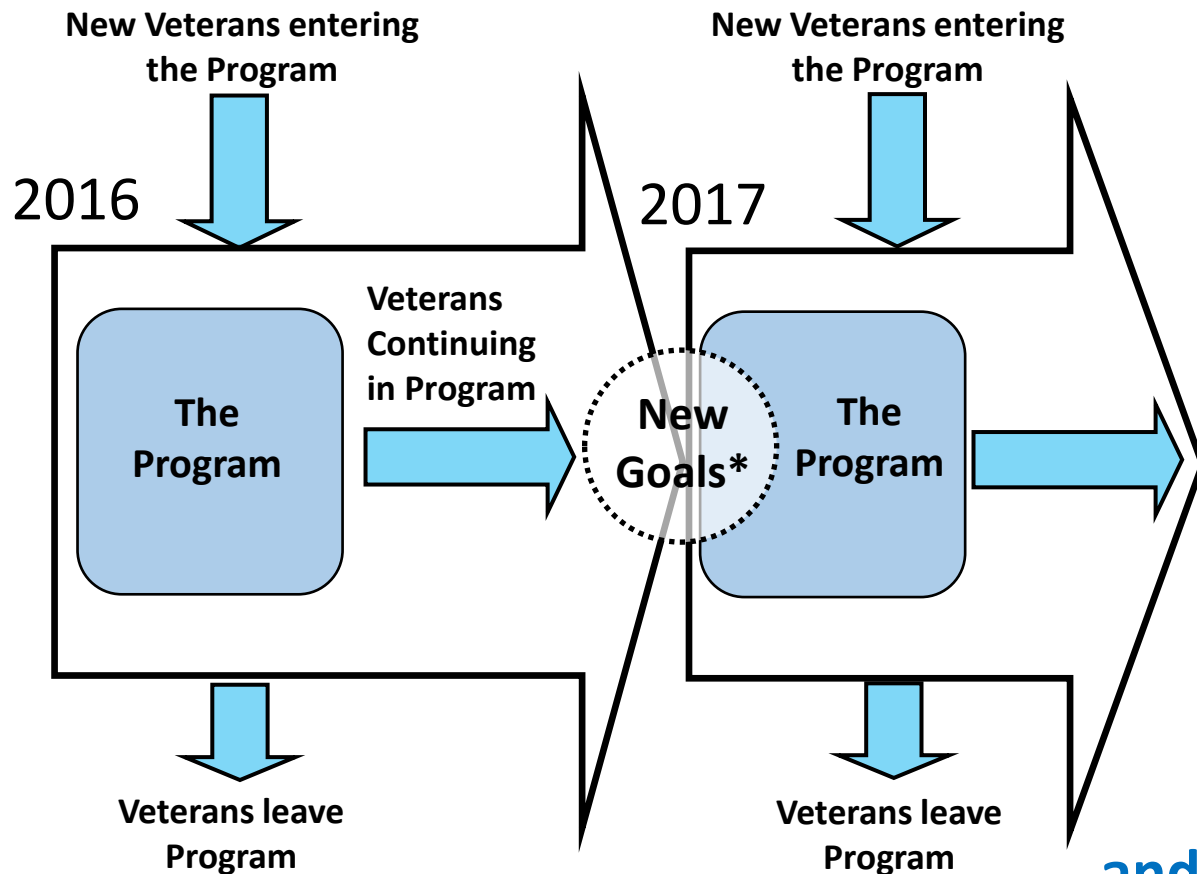 New Veterans entering
the Program
New Veterans entering
the Program
2016
2017
Veterans
Continuing
in Program
The
Program
New
Goals*
The
Program
Veterans leave
Program
Veterans leave
Program
and